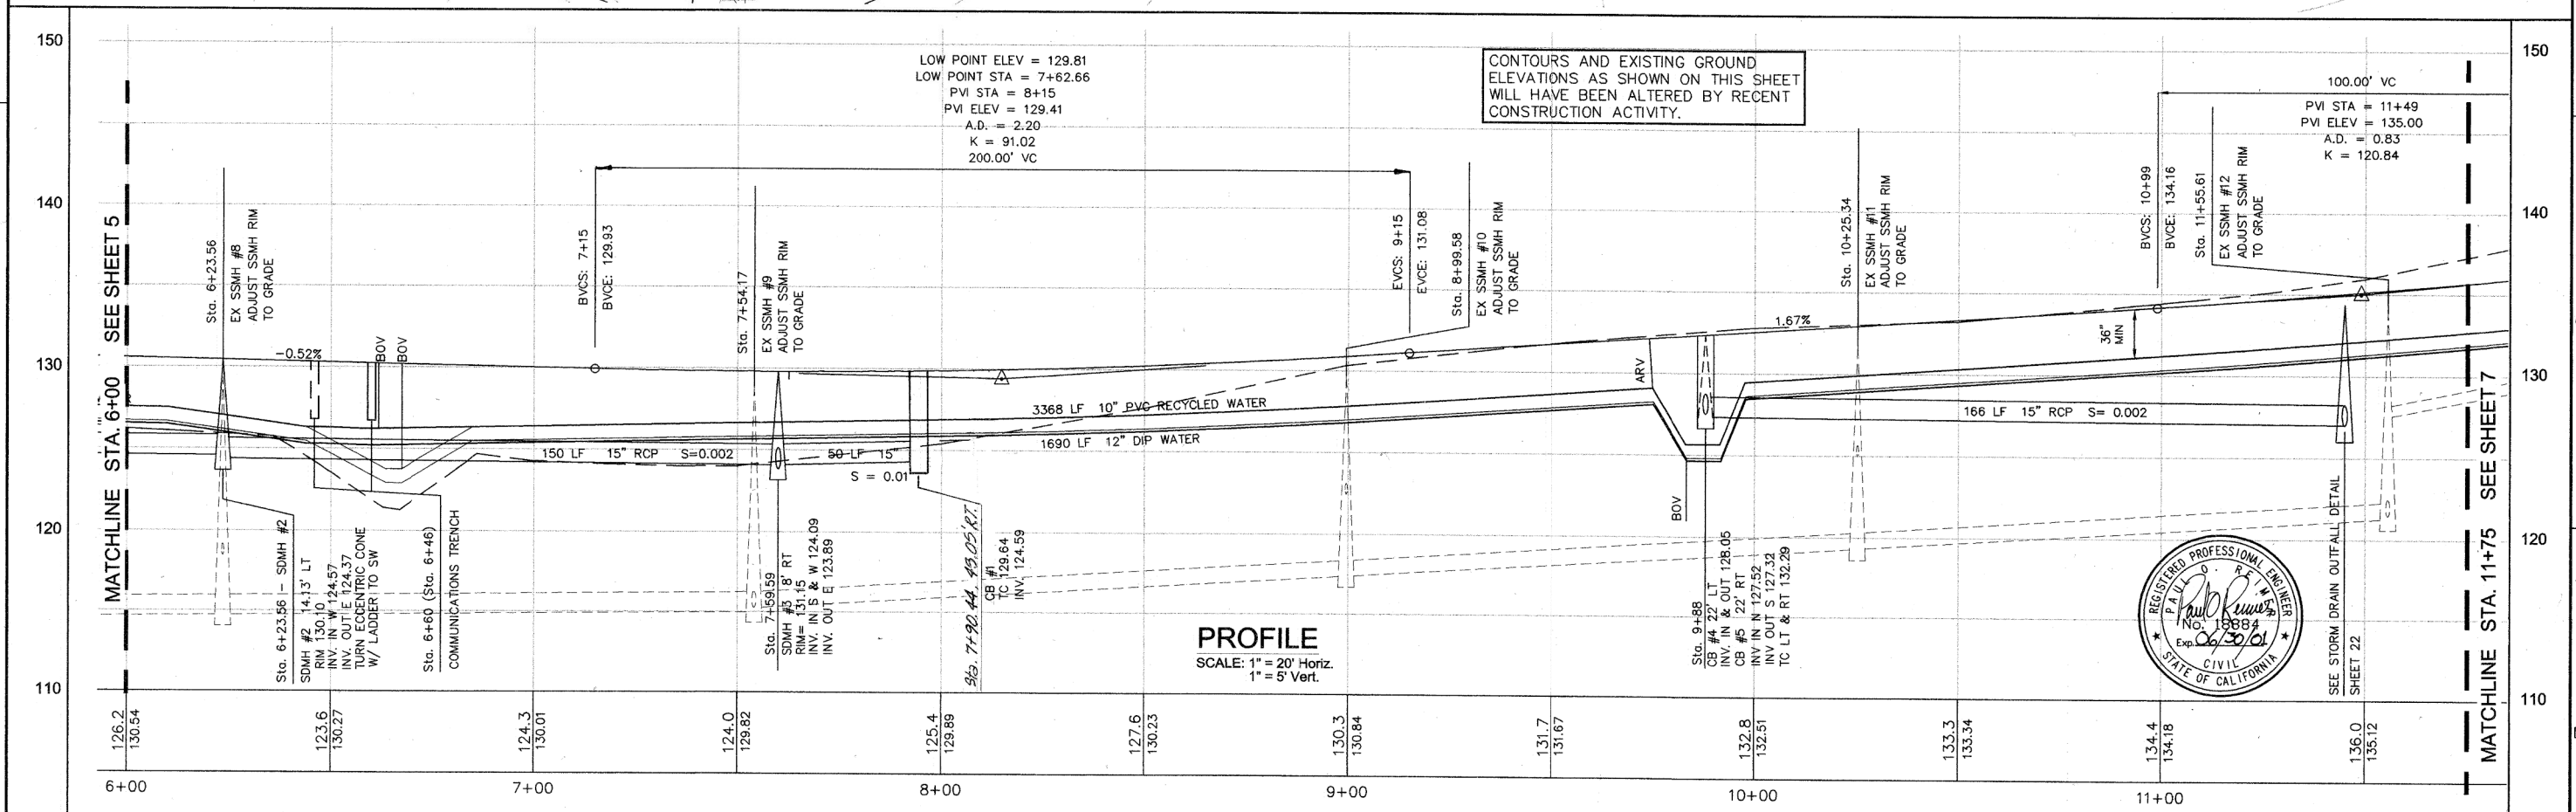 150
140
130
120
110
150
140
130
120
110
MATCHLINE STA. 6+00 SEE SHEET 5
Sta. 6+23.56
EX SSMH #8
ADJUST SSMH RIM
TO GRADE
-0.52%
BOV
BOV
BVCS: 7+15
BVCE: 129.93
Sta. 7+54.17
EX SSMH #9
ADJUST SSMH RIM
TO GRADE
LOW POINT ELEV = 129.81
LOW POINT STA = 7+62.66
PVI STA = 8+15
PVI ELEV = 129.41
A.D. = 2.20
K = 91.02
200.00' VC
EVCS: 9+15
EVCE: 131.08
Sta. 8+99.58
EX SSMH #10
ADJUST SSMH RIM
TO GRADE
CONTOURS AND EXISTING GROUND
ELEVATIONS AS SHOWN ON THIS SHEET
WILL HAVE BEEN ALTERED BY RECENT
CONSTRUCTION ACTIVITY.
1.67%
Sta. 10+25.34
EX SSMH #11
ADJUST SSMH RIM
TO GRADE
BVCS: 10+99
BVCE: 134.16
Sta. 11+55.61
EX SSMH #12
ADJUST SSMH RIM
TO GRADE
100.00' VC
PVI STA = 11+49
PVI ELEV = 135.00
A.D. = 0.83
K = 120.84
36"
MIN
ARV
BOV
3368 LF 10" PVC RECYCLED WATER
1690 LF 12" DIP WATER
150 LF 15" RCP S=0.002
50 LF 15"
S = 0.01
166 LF 15" RCP S= 0.002
Sta. 6+23.56 - SDMH #2
SDMH #2 14.13' LT
RIM 130.10
INV. IN W 124.57
INV. OUT E 124.37
TURN ECCENTRIC CONE
W/ LADDER TO SW
Sta. 6+60 (Sta. 6+46)
COMMUNICATIONS TRENCH
Sta. 7+59.59
SDMH #3 8' RT
RIM= 131.15
INV. IN S & W 124.09
INV. OUT E 123.89
Sta. 7+90.44, 45.05' RT.
CB #1
TC 129.64
INV. 124.59
PROFILE
SCALE: 1" = 20' Horiz.
1" = 5' Vert.
Sta. 9+88
CB #4 22' LT
INV. IN & OUT 128.05
CB #5 22' RT
INV IN N 127.52
INV OUT S 127.32
TC LT & RT 132.29
REGISTERED PROFESSIONAL ENGINEER
PAUL O. REIMER
No. 18884
Exp. 06/30/01
CIVIL
STATE OF CALIFORNIA
SEE STORM DRAIN OUTFALL DETAIL
SHEET 22
MATCHLINE STA. 11+75 SEE SHEET 7
126.2
130.54
123.6
130.27
124.3
130.01
124.0
129.82
125.4
129.89
127.6
130.23
130.3
130.84
131.7
131.67
132.8
132.51
133.3
133.34
134.4
134.18
136.0
135.12
6+00
7+00
8+00
9+00
10+00
11+00